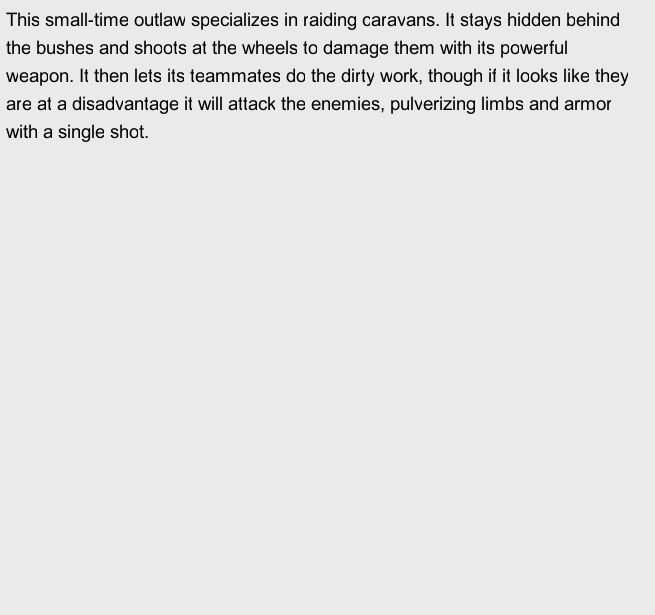 This small-time outlaw specializes in raiding caravans. It stays hidden behind
the bushes and shoots at the wheels to damage them with its powerful
weapon. It then lets its teammates do the dirty work, though if it looks like they
are at a disadvantage it will attack the enemies, pulverizing limbs and armor
with a single shot.